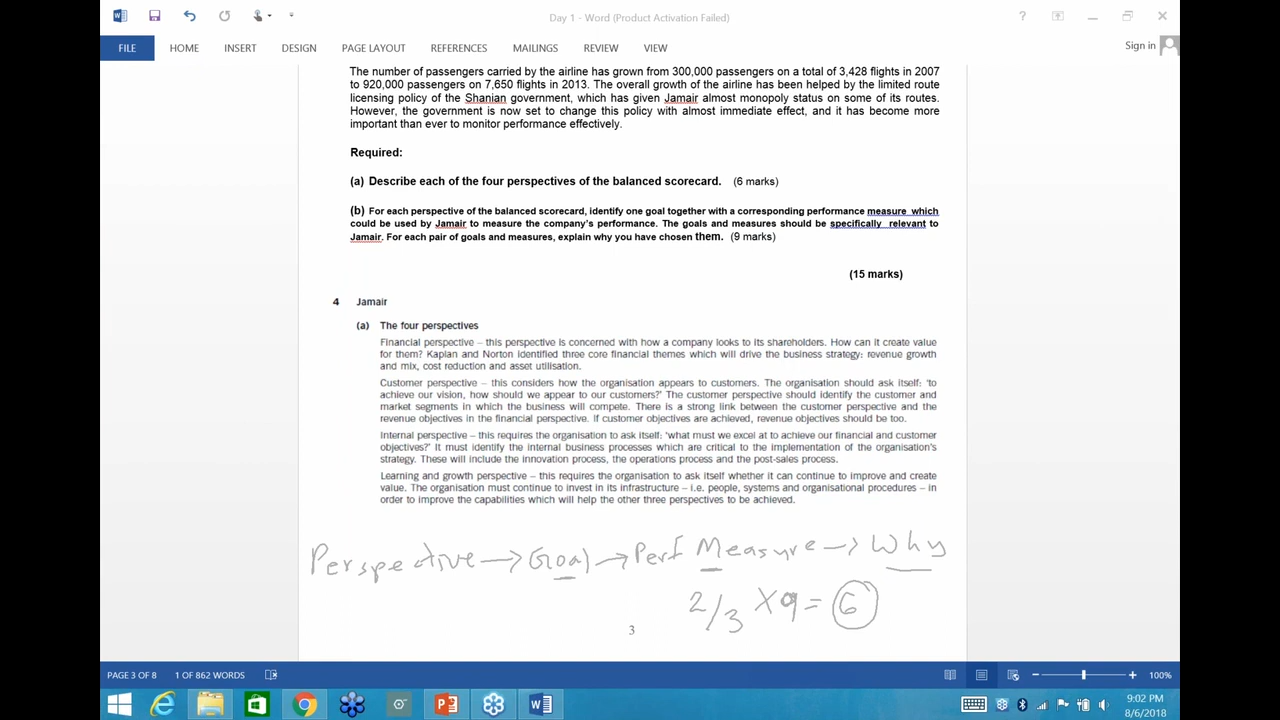 Day 1 - Word (Product Activation Failed)
?
Sign in
FILE HOME INSERT DESIGN PAGE LAYOUT REFERENCES MAILINGS REVIEW VIEW
The number of passengers carried by the airline has grown from 300,000 passengers on a total of 3,428 flights in 2007
to 920,000 passengers on 7,650 flights in 2013. The overall growth of the airline has been helped by the limited route
licensing policy of the Shanian government, which has given Jamair almost monopoly status on some of its routes.
However, the government is now set to change this policy with almost immediate effect, and it has become more
important than ever to monitor performance effectively.
Required:
(a) Describe each of the four perspectives of the balanced scorecard. (6 marks)
(b) For each perspective of the balanced scorecard, identify one goal together with a corresponding performance measure which
could be used by Jamair to measure the company's performance. The goals and measures should be specifically relevant to
Jamair. For each pair of goals and measures, explain why you have chosen them. (9 marks)
(15 marks)
4 Jamair
(a) The four perspectives
Financial perspective – this perspective is concerned with how a company looks to its shareholders. How can it create value
for them? Kaplan and Norton identified three core financial themes which will drive the business strategy: revenue growth
and mix, cost reduction and asset utilisation.
Customer perspective – this considers how the organisation appears to customers. The organisation should ask itself: 'to
achieve our vision, how should we appear to our customers?' The customer perspective should identify the customer and
market segments in which the business will compete. There is a strong link between the customer perspective and the
revenue objectives in the financial perspective. If customer objectives are achieved, revenue objectives should be too.
Internal perspective – this requires the organisation to ask itself: 'what must we excel at to achieve our financial and customer
objectives?' It must identify the internal business processes which are critical to the implementation of the organisation's
strategy. These will include the innovation process, the operations process and the post-sales process.
Learning and growth perspective – this requires the organisation to ask itself whether it can continue to improve and create
value. The organisation must continue to invest in its infrastructure – i.e. people, systems and organisational procedures – in
order to improve the capabilities which will help the other three perspectives to be achieved.
Perspective → Goal → Perf Measure → Why
2/3 X 9 = 6
3
PAGE 3 OF 8 1 OF 862 WORDS 100%
9:02 PM
8/6/2018